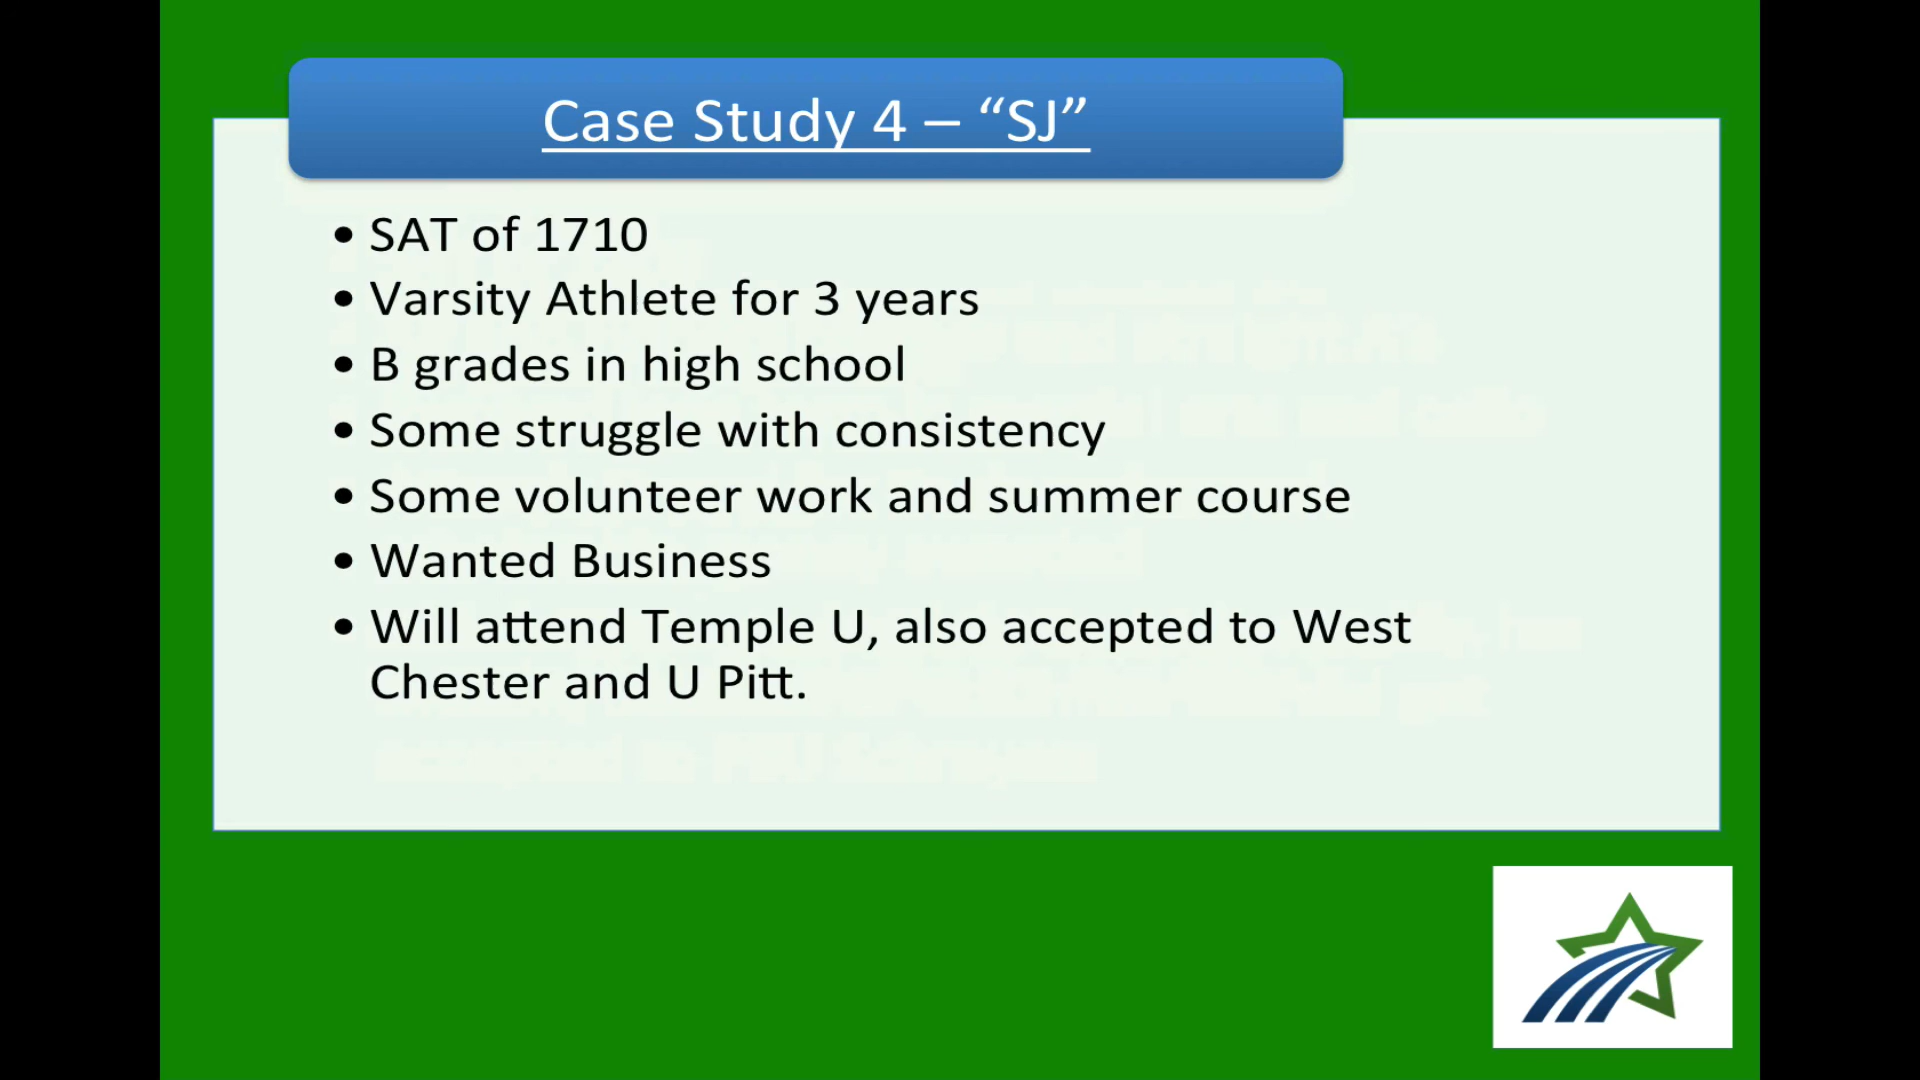 Case Study 4 – “SJ”
• SAT of 1710
• Varsity Athlete for 3 years
• B grades in high school
• Some struggle with consistency
• Some volunteer work and summer course
• Wanted Business
• Will attend Temple U, also accepted to West
Chester and U Pitt.